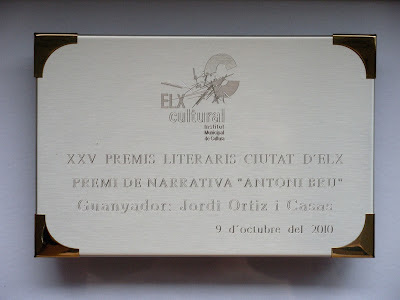 ELX
cultural
Institut
Municipal
de Cultura
XXV PREMIS LITERARIS CIUTAT D'ELX
PREMI DE NARRATIVA "ANTONI BRU"
Guanyador: Jordi Ortiz i Casas
9 d'octubre del 2010